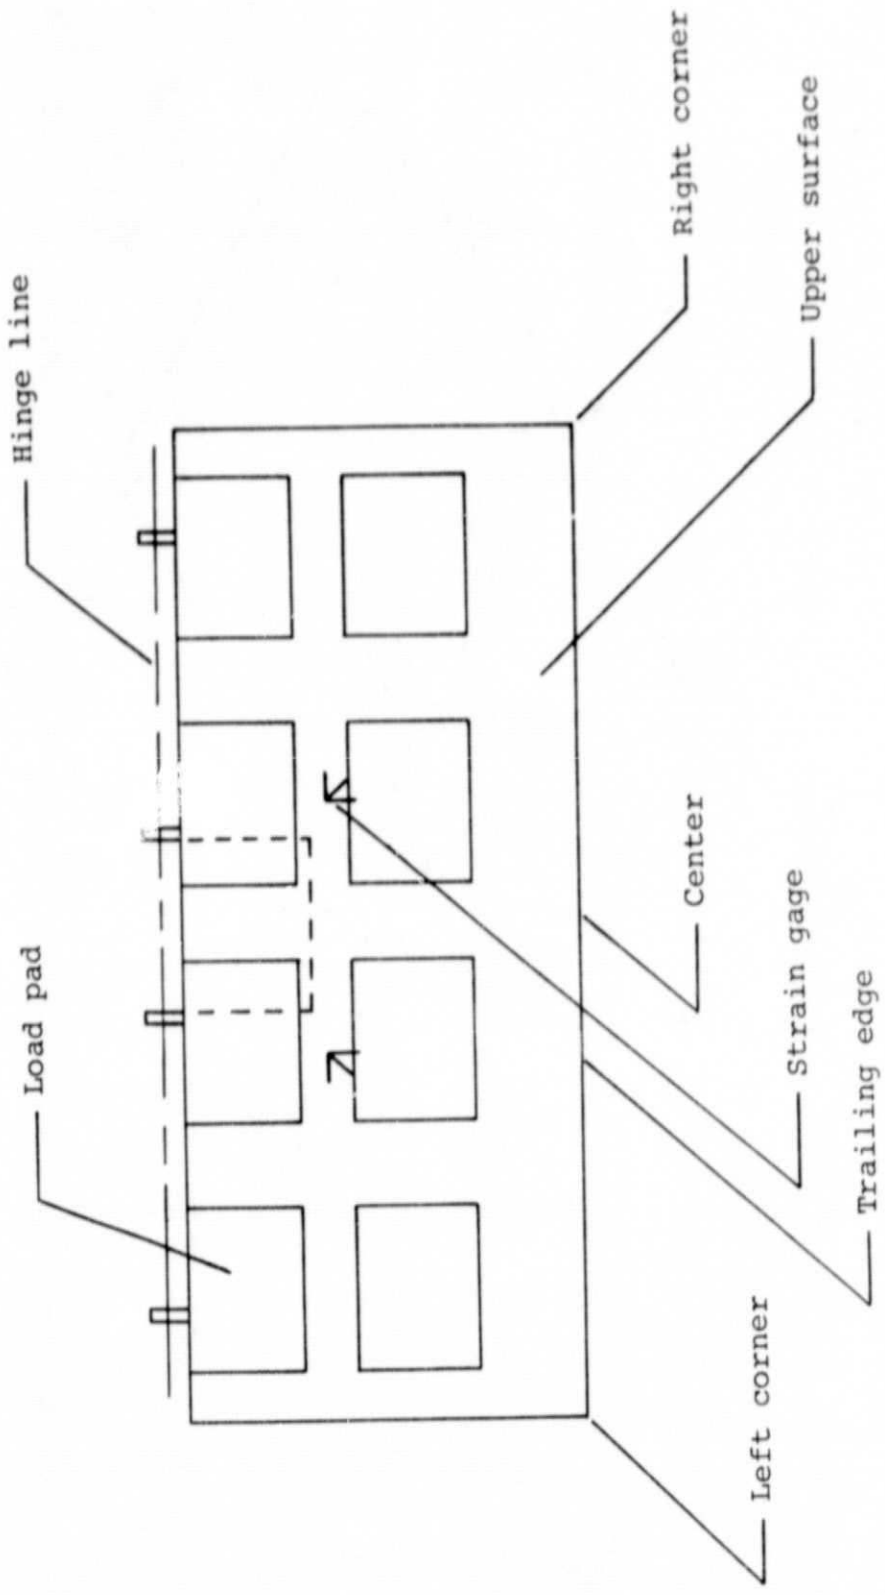 Hinge line
Load pad
Right corner
Upper surface
Center
Strain gage
Trailing edge
Left corner